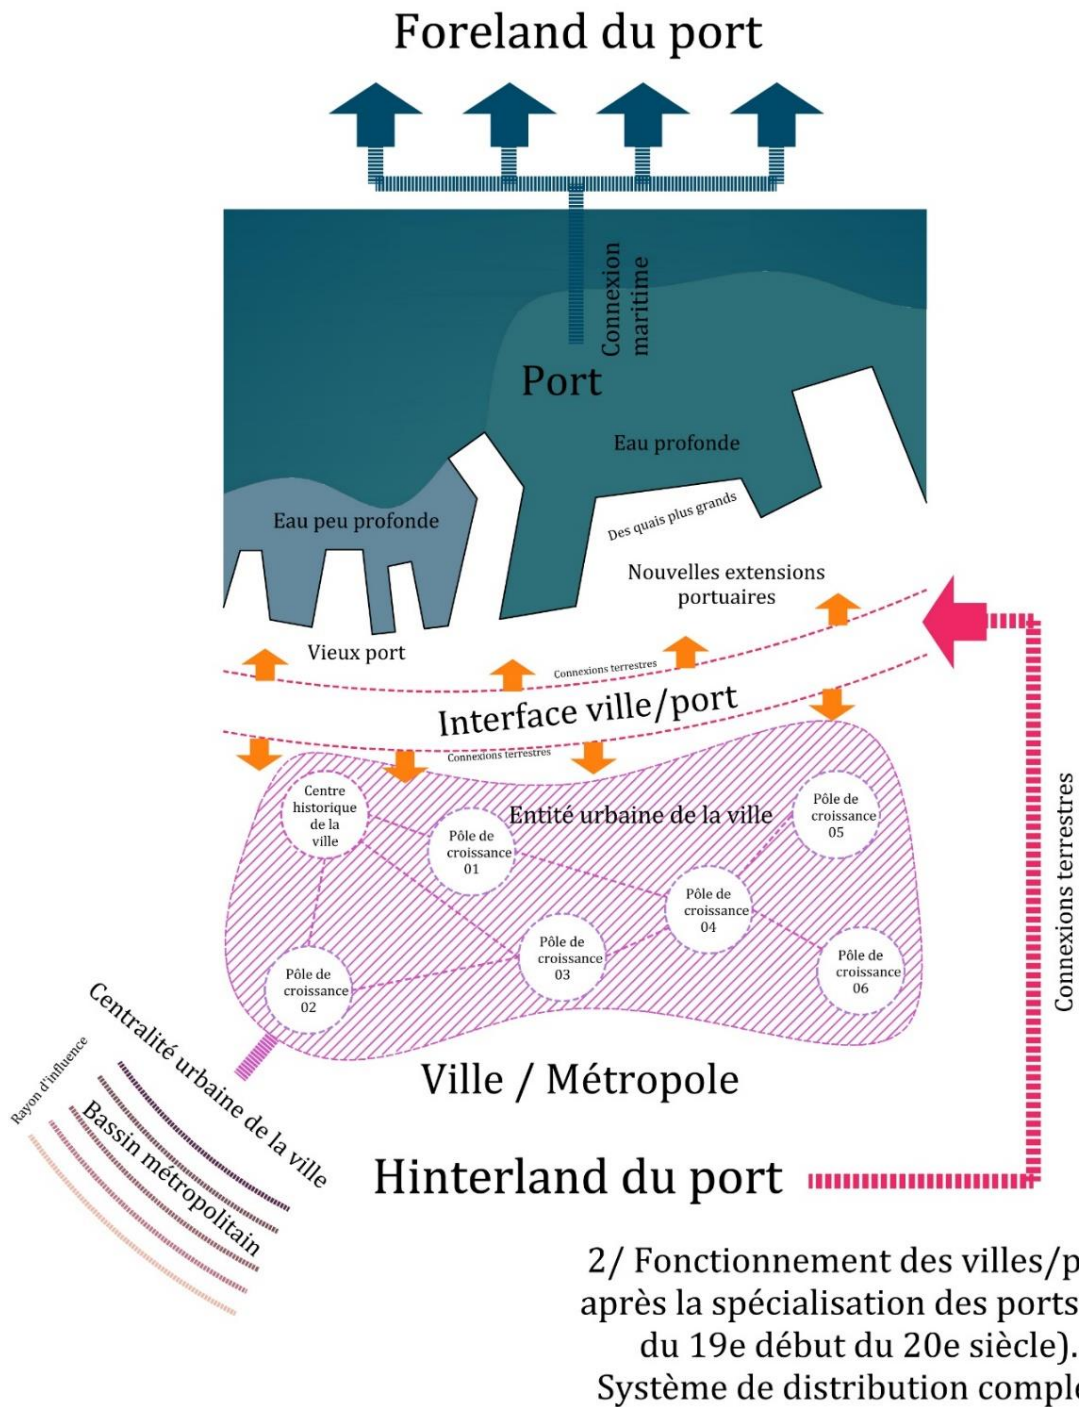 Foreland du port
Connexion
maritime
Port
Eau profonde
Des quais plus grands
Eau peu profonde
Nouvelles extensions
portuaires
Vieux port
Connexions terrestres
Interface ville/port
Connexions terrestres
Centre
historique
de la
ville
Entité urbaine de la ville
Pôle de
croissance
05
Pôle de
croissance
01
Pôle de
croissance
04
Pôle de
croissance
03
Pôle de
croissance
06
Pôle de
croissance
02
Connexions terrestres
Centralité urbaine de la ville
Rayon d'influence
Bassin métropolitain
Ville / Métropole
Hinterland du port
2/ Fonctionnement des villes/p
après la spécialisation des ports
du 19e début du 20e siècle).
Système de distribution comple